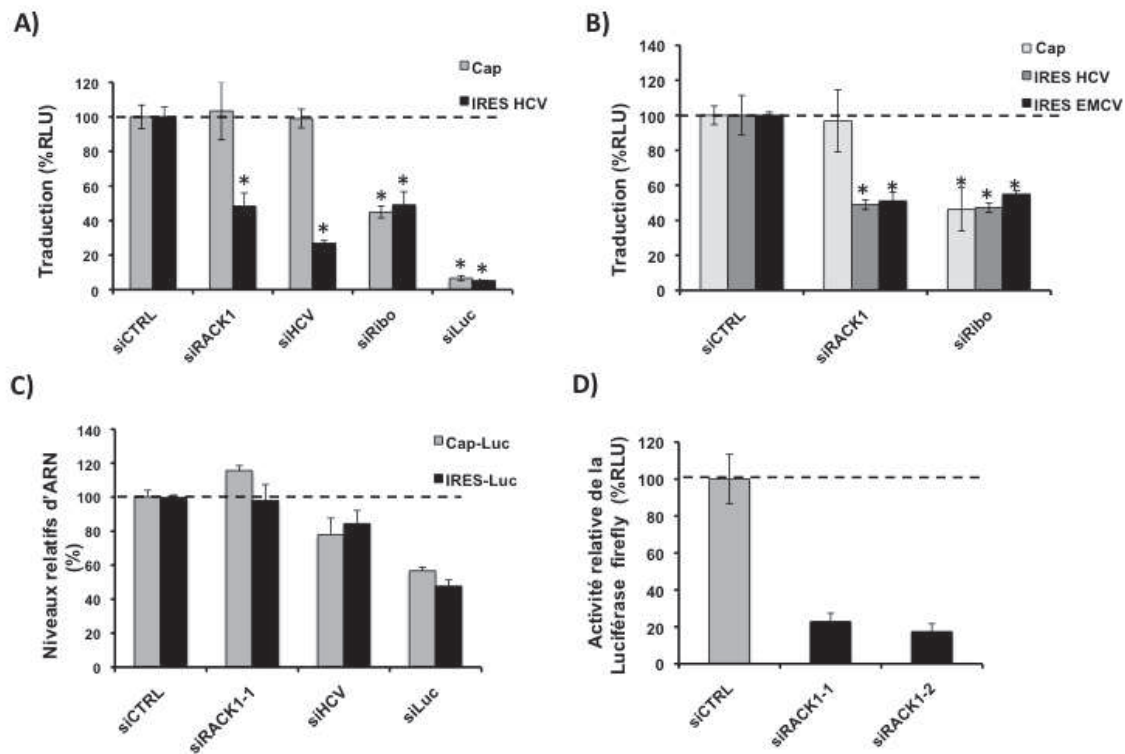 A)
Cap
IRES HCV
Traduction (%RLU)
120
100
80
60
40
20
0
* * * * * *
siCTRL
siRACK1
siHCV
siRibo
siLuc
B)
Cap
IRES HCV
IRES EMCV
Traduction (%RLU)
140
120
100
80
60
40
20
0
* * * * *
siCTRL
siRACK1
siRibo
C)
Cap-Luc
IRES-Luc
Niveaux relatifs d'ARN
(%)
140
120
100
80
60
40
20
0
siCTRL
siRACK1-1
siHCV
siLuc
D)
Activité relative de la
Luciférase firefly (%RLU)
120
100
80
60
40
20
0
siCTRL
siRACK1-1
siRACK1-2